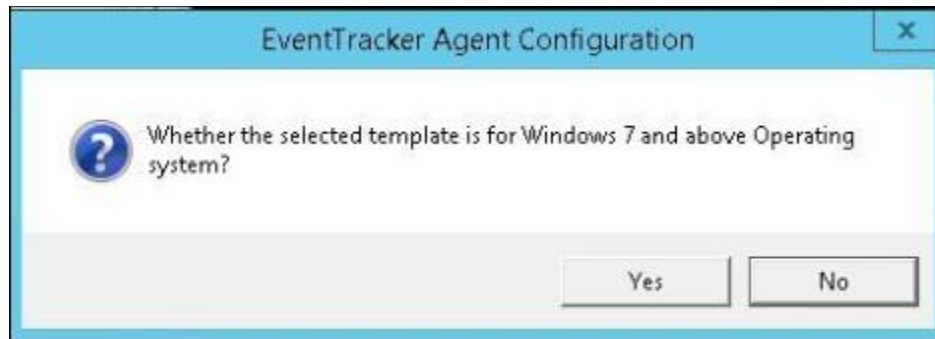 EventTracker Agent Configuration
x
Whether the selected template is for Windows 7 and above Operating
system?
Yes
No